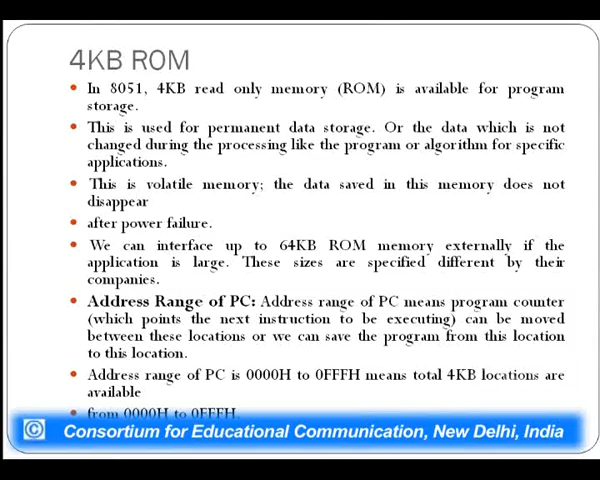 4KB ROM
• In 8051, 4KB read only memory (ROM) is available for program
storage.
• This is used for permanent data storage. Or the data which is not
changed during the processing like the program or algorithm for specific
applications.
• This is volatile memory; the data saved in this memory does not
disappear
• after power failure.
• We can interface up to 64KB ROM memory externally if the
application is large. These sizes are specified different by their
companies.
• Address Range of PC: Address range of PC means program counter
(which points the next instruction to be executing) can be moved
between these locations or we can save the program from this location
to this location.
• Address range of PC is 0000H to 0FFFH means total 4KB locations are
available
• from 0000H to 0FFFH.
© Consortium for Educational Communication, New Delhi, India